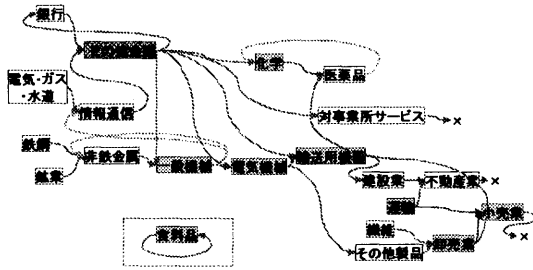 銀行
化学
医薬品
電気・ガス
・水道
情報通信
対事業所サービス
×
鉄鋼
非鉄金属
一般機械
電気機械
輸送用機械
鉱業
建設業
不動産業
×
運輸
小売業
×
繊維
卸売業
その他製品
食料品